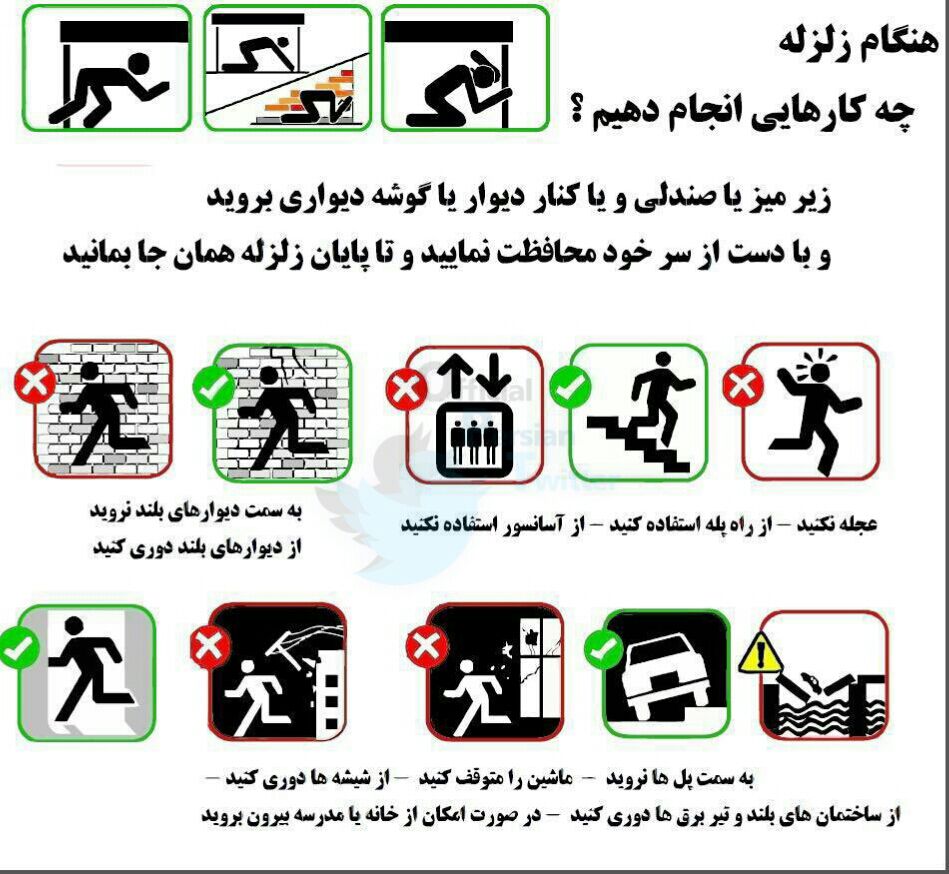 هنگام زلزله
چه کارهایی انجام دهیم ؟
زیر میز یا صندلی و یا کنار دیوار یا گوشه دیواری بروید
و با دست از سر خود محافظت نمایید و تا پایان زلزله همان جا بمانید
Official
Persian
Twitter
عجله نکنید – از راه پله استفاده کنید – از آسانسور استفاده نکنید
به سمت دیوارهای بلند نروید
از دیوارهای بلند دوری کنید
به سمت پل ها نروید – ماشین را متوقف کنید – از شیشه ها دوری کنید –
از ساختمان های بلند و تیر برق ها دوری کنید – در صورت امکان از خانه یا مدرسه بیرون بروید